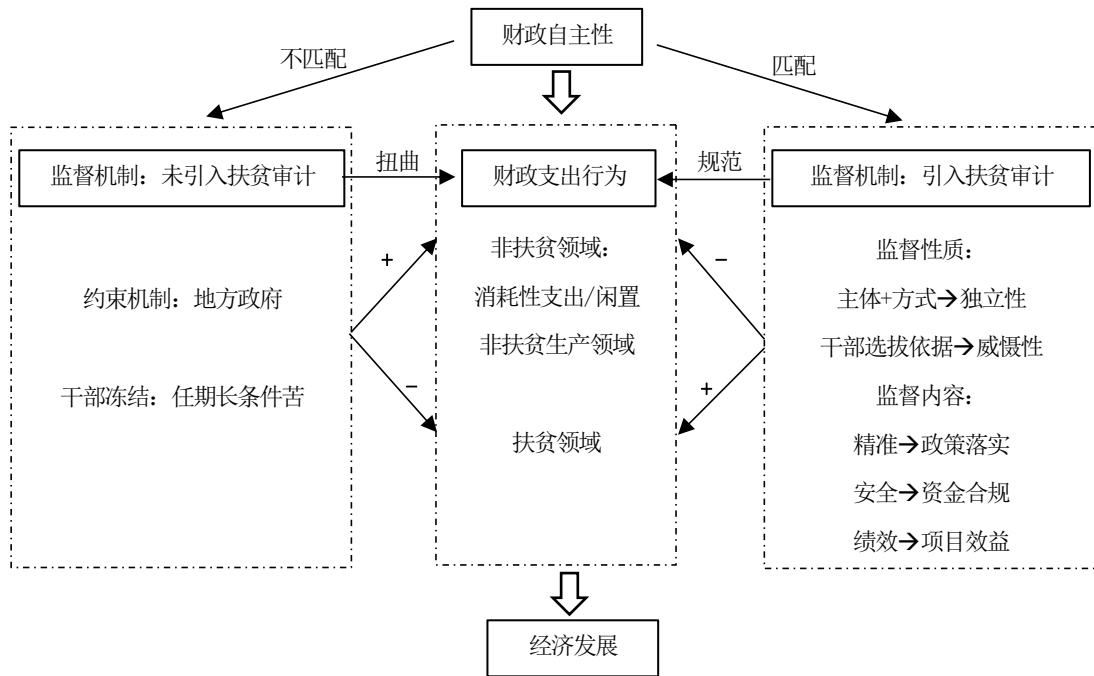 财政自主性
不匹配
匹配
监督机制：未引入扶贫审计
扭曲
财政支出行为
规范
监督机制：引入扶贫审计
+
约束机制：地方政府
−
干部冻结：任期长条件苦
非扶贫领域：
消耗性支出/闲置
非扶贫生产领域
扶贫领域
−
+
监督性质：
主体+方式→独立性
干部选拔依据→威慑性
监督内容：
精准→政策落实
安全→资金合规
绩效→项目效益
经济发展